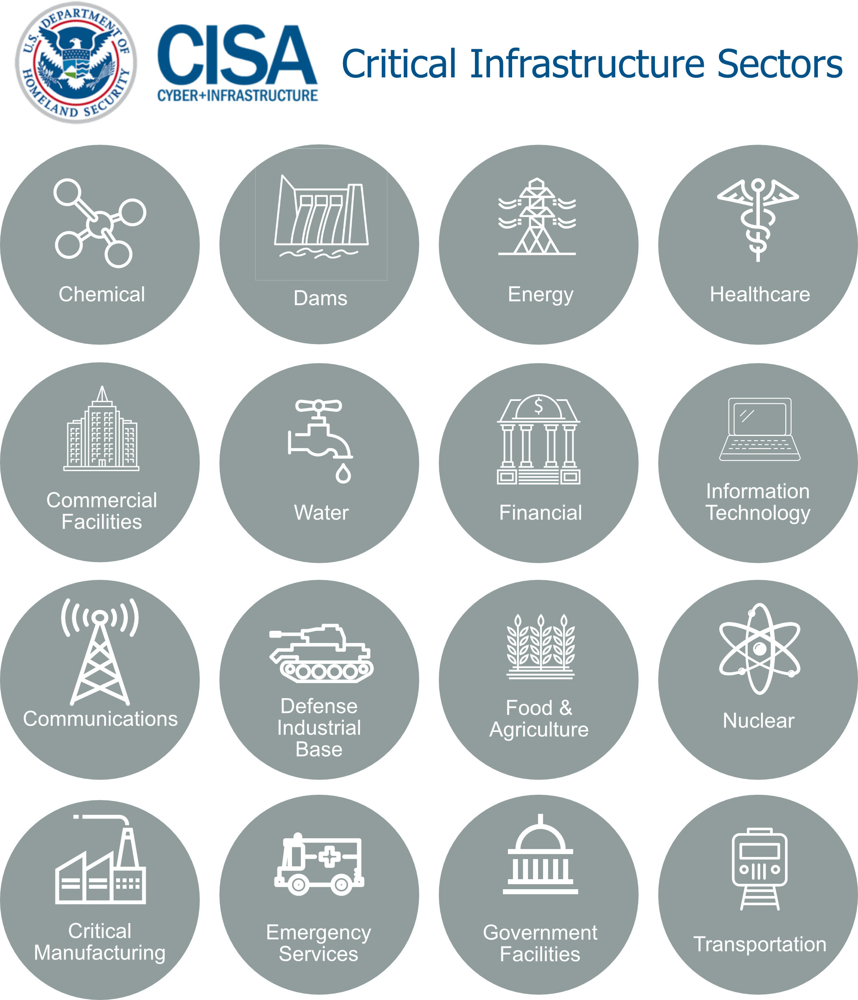 U.S. DEPARTMENT OF
HOMELAND SECURITY
CISA
CYBER+INFRASTRUCTURE
Critical Infrastructure Sectors
Chemical
Dams
Energy
Healthcare
Commercial
Facilities
Water
$
Financial
Information
Technology
Communications
Defense
Industrial
Base
Food &
Agriculture
Nuclear
Critical
Manufacturing
Emergency
Services
Government
Facilities
Transportation